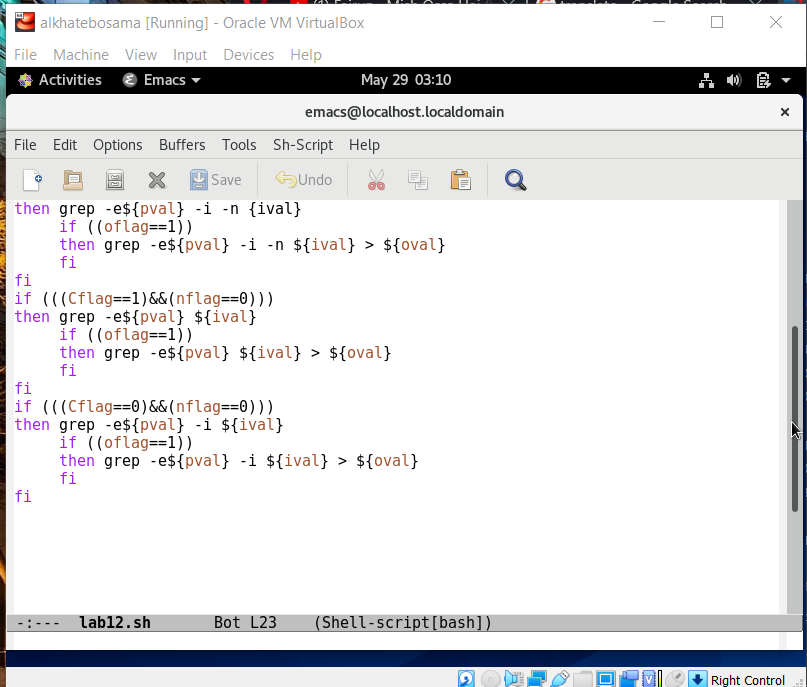 alkhatebosama [Running] - Oracle VM VirtualBox
File Machine View Input Devices Help
Activities Emacs May 29 03:10
emacs@localhost.localdomain
File Edit Options Buffers Tools Sh-Script Help
Save Undo
then grep -e${pval} -i -n {ival}
if ((oflag==1))
then grep -e${pval} -i -n ${ival} > ${oval}
fi
fi
if (((Cflag==1)&&(nflag==0)))
then grep -e${pval} ${ival}
if ((oflag==1))
then grep -e${pval} ${ival} > ${oval}
fi
fi
if (((Cflag==0)&&(nflag==0)))
then grep -e${pval} -i ${ival}
if ((oflag==1))
then grep -e${pval} -i ${ival} > ${oval}
fi
fi
-:--- lab12.sh Bot L23 (Shell-script[bash])
Right Control